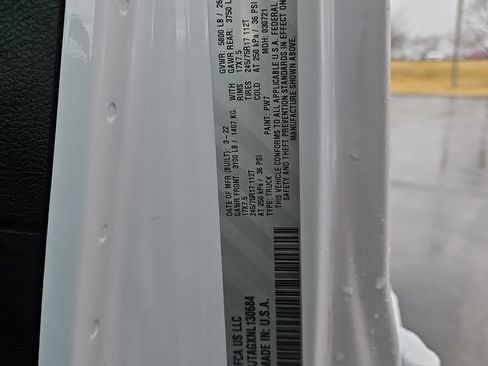 FCA US LLC
JTAGXNL130684
MADE IN U.S.A.
DATE OF MFR (BUILT) 3-22 GVWR: 5800 LB / 26
GAWR FRONT: 3100 LB / 1407 KG WITH GAWR REAR: 3750 L
17X7.5 RIMS 17X7.5
245/75R17 112T TIRES 245/75R17 112T
AT 250 kPa / 36 PSI COLD AT 250 kPa / 36 PSI
TYPE: TRUCK PAINT: PW7 MDH: 030721
THIS VEHICLE CONFORMS TO ALL APPLICABLE U.S.A. FEDERAL
SAFETY AND THEFT PREVENTION STANDARDS IN EFFECT ON
MANUFACTURE SHOWN ABOVE.